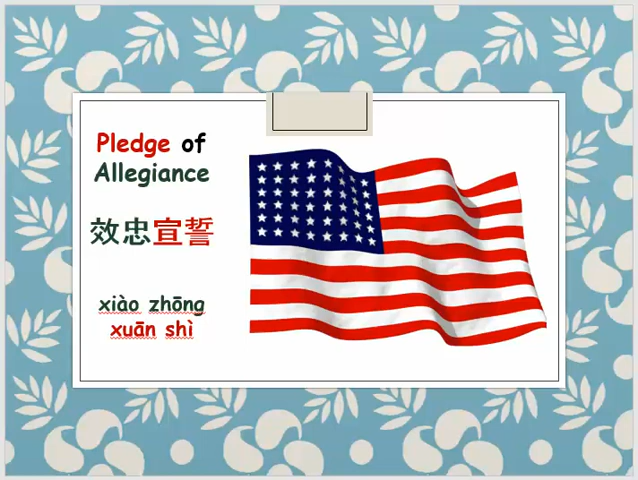 Pledge of
Allegiance
效忠宣誓
xiào zhōng
xuān shì